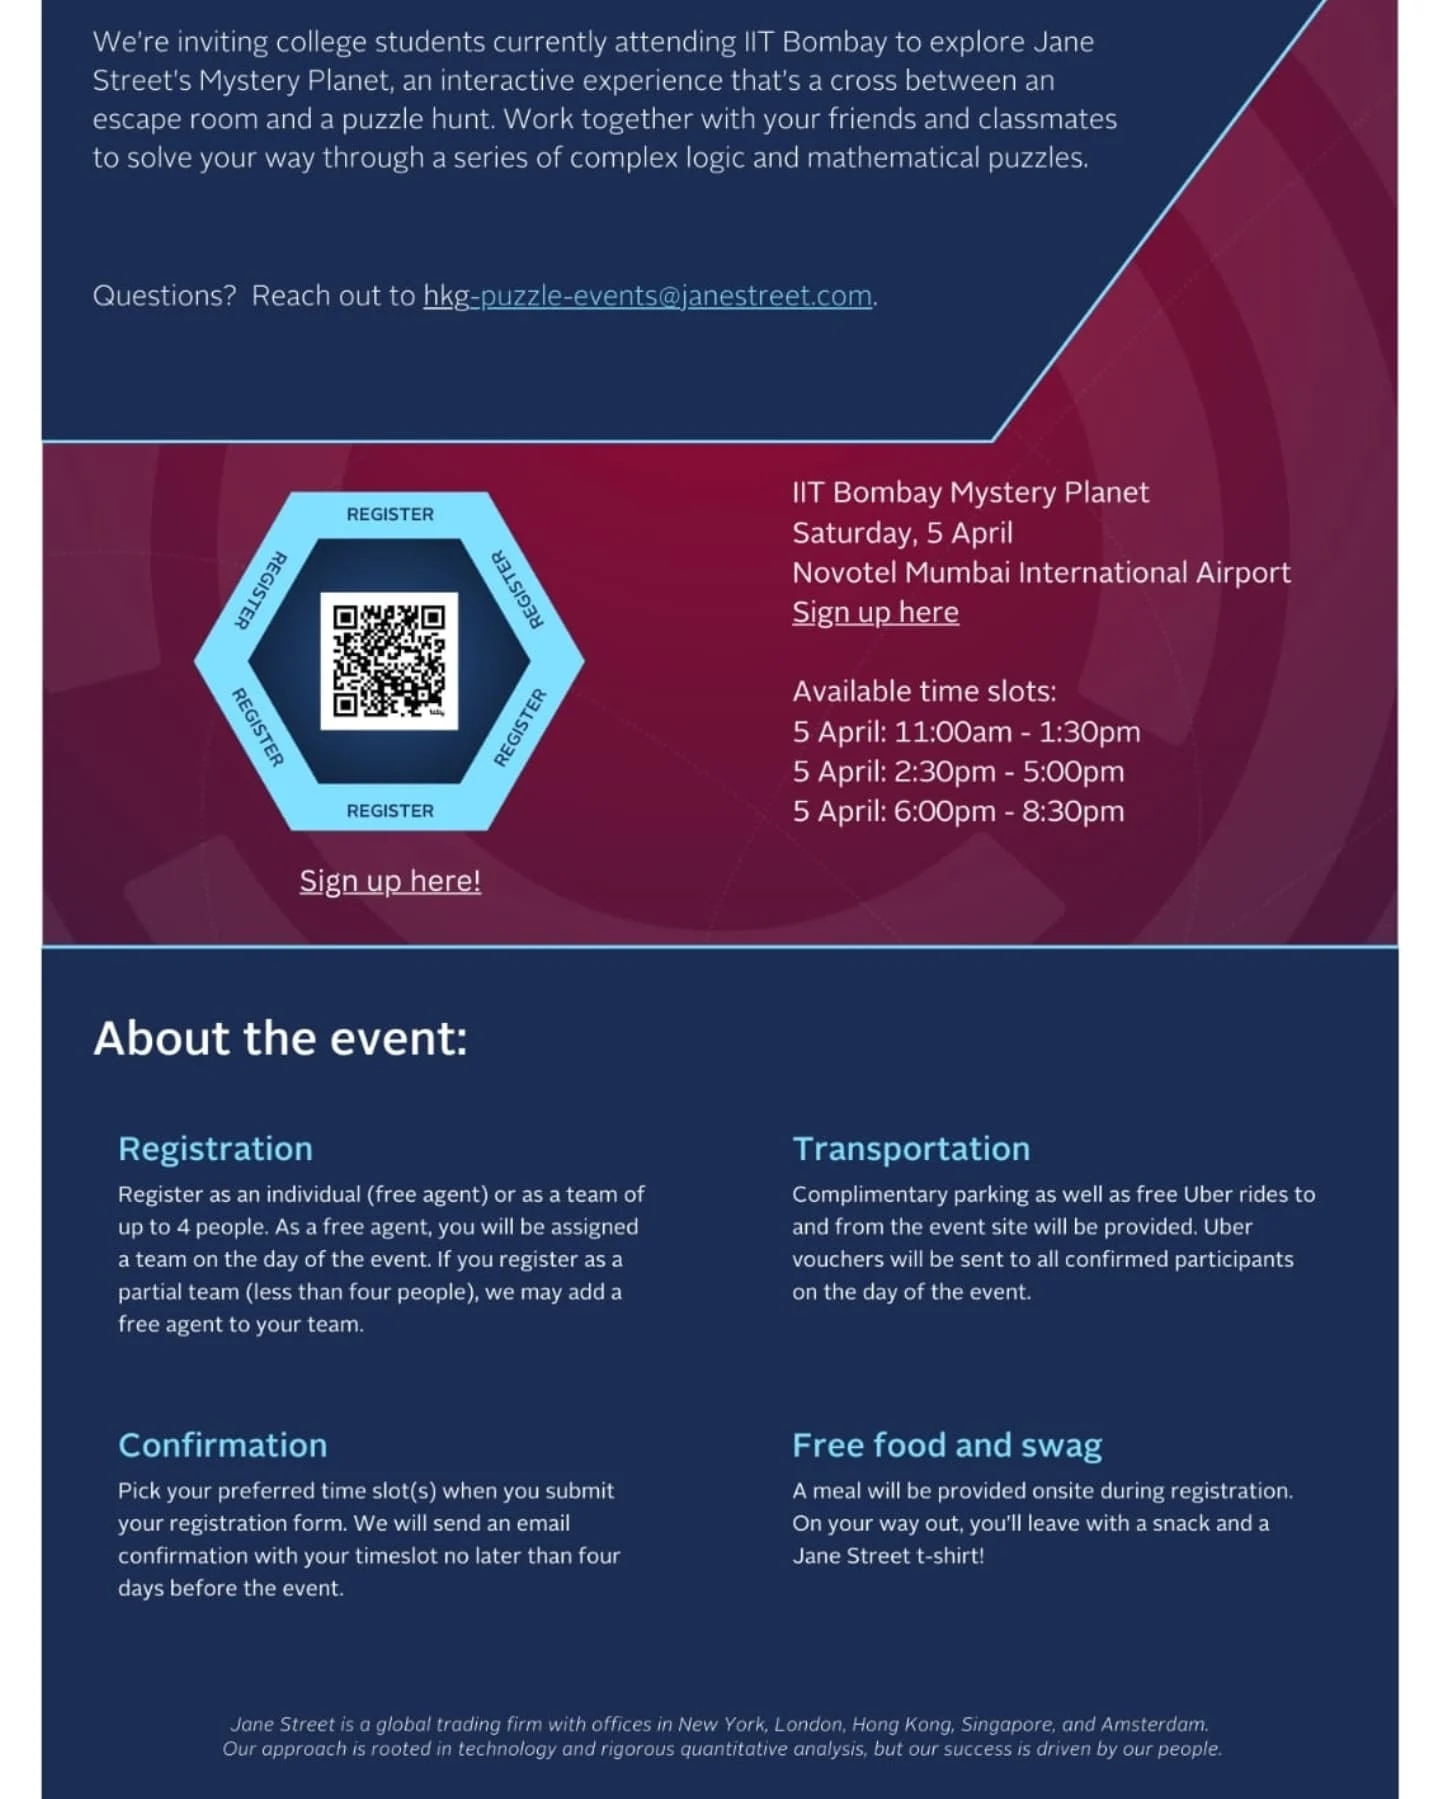 We're inviting college students currently attending IIT Bombay to explore Jane
Street's Mystery Planet, an interactive experience that's a cross between an
escape room and a puzzle hunt. Work together with your friends and classmates
to solve your way through a series of complex logic and mathematical puzzles.
Questions? Reach out to hkg-puzzle-events@janestreet.com.
REGISTER
REGISTER
REGISTER
REGISTER
REGISTER
REGISTER
Sign up here!
IIT Bombay Mystery Planet
Saturday, 5 April
Novotel Mumbai International Airport
Sign up here
Available time slots:
5 April: 11:00am - 1:30pm
5 April: 2:30pm - 5:00pm
5 April: 6:00pm - 8:30pm
About the event:
Registration
Register as an individual (free agent) or as a team of
up to 4 people. As a free agent, you will be assigned
a team on the day of the event. If you register as a
partial team (less than four people), we may add a
free agent to your team.
Transportation
Complimentary parking as well as free Uber rides to
and from the event site will be provided. Uber
vouchers will be sent to all confirmed participants
on the day of the event.
Confirmation
Pick your preferred time slot(s) when you submit
your registration form. We will send an email
confirmation with your timeslot no later than four
days before the event.
Free food and swag
A meal will be provided onsite during registration.
On your way out, you'll leave with a snack and a
Jane Street t-shirt!
Jane Street is a global trading firm with offices in New York, London, Hong Kong, Singapore, and Amsterdam.
Our approach is rooted in technology and rigorous quantitative analysis, but our success is driven by our people.